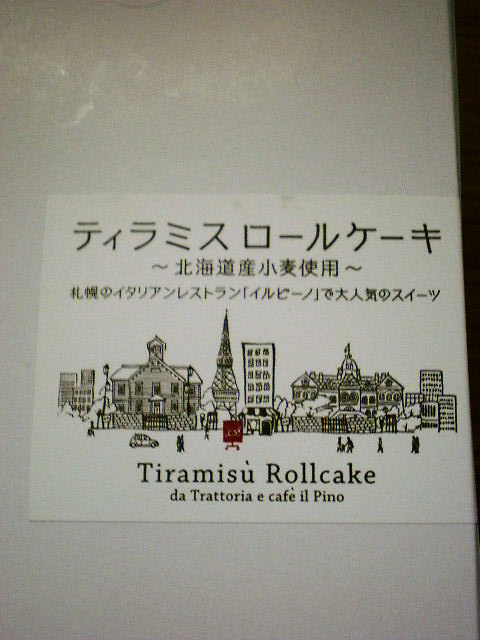 ティラミス ロールケーキ
～北海道産小麦使用～
札幌のイタリアンレストラン「イルピーノ」で大人気のスイーツ
Tiramisù Rollcake
da Trattoria e cafè il Pino